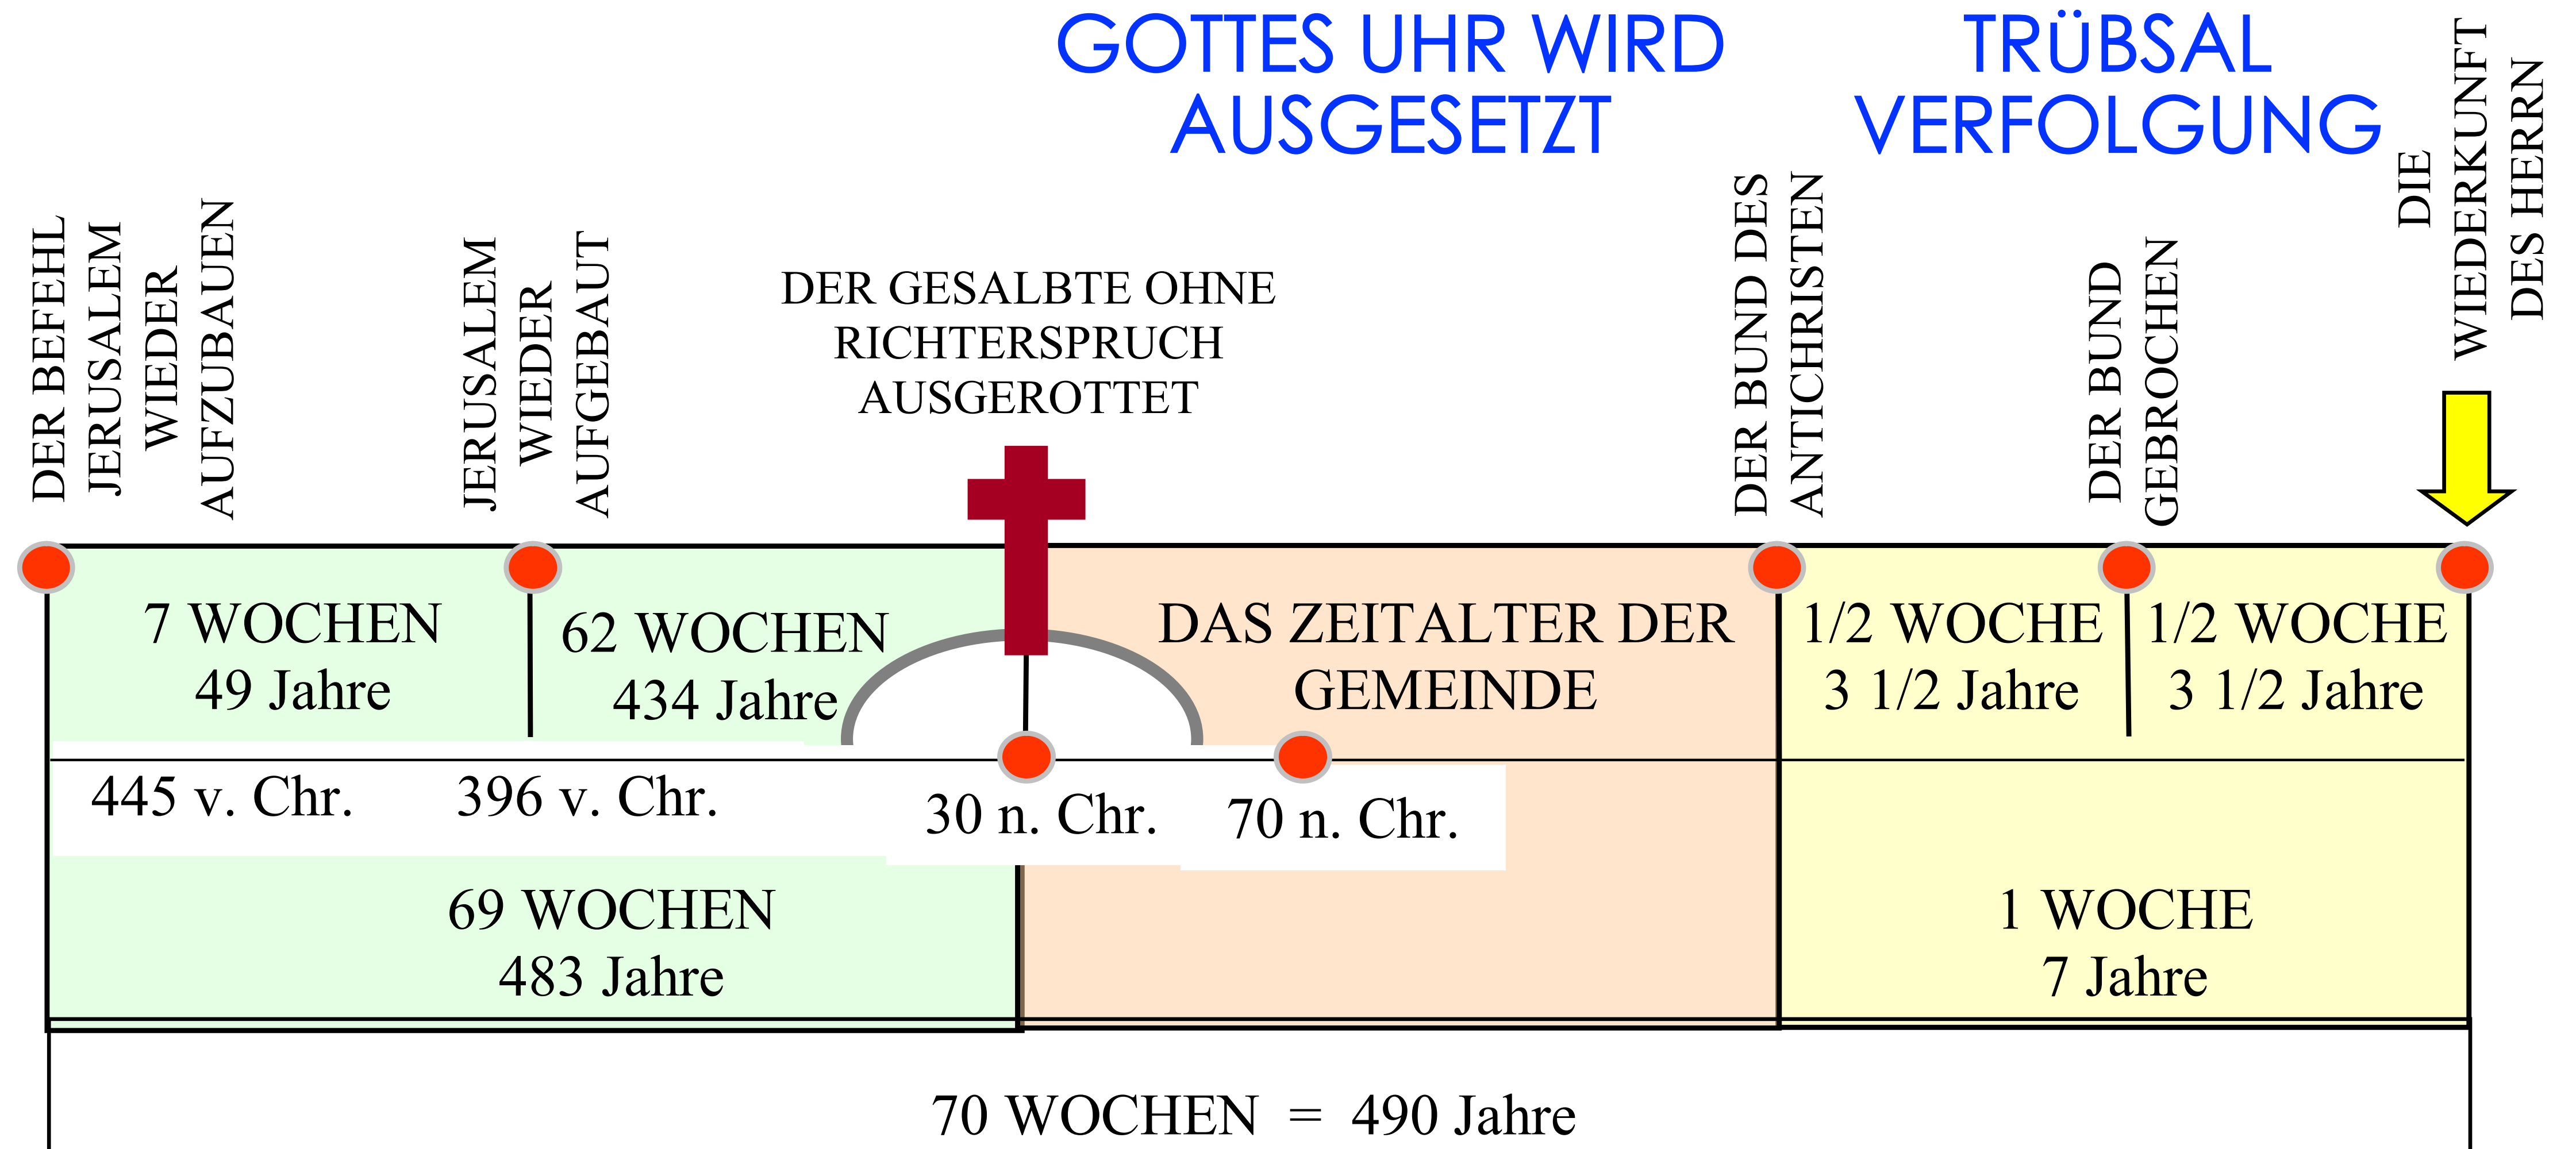 GOTTES UHR WIRD
AUSGESETZT
TRÜBSAL
VERFOLGUNG
DER BEFEHL
JERUSALEM
WIEDER
AUFZUBAUEN
JERUSALEM
WIEDER
AUFGEBAUT
DER GESALBTE OHNE
RICHTERSPRUCH
AUSGEROTTET
DER BUND DES
ANTICHRISTEN
DER BUND
GEBROCHEN
DIE
WIEDERKUNFT
DES HERRN
7 WOCHEN
49 Jahre
62 WOCHEN
434 Jahre
DAS ZEITALTER DER
GEMEINDE
1/2 WOCHE
3 1/2 Jahre
1/2 WOCHE
3 1/2 Jahre
445 v. Chr.
396 v. Chr.
30 n. Chr.
70 n. Chr.
69 WOCHEN
483 Jahre
1 WOCHE
7 Jahre
70 WOCHEN = 490 Jahre